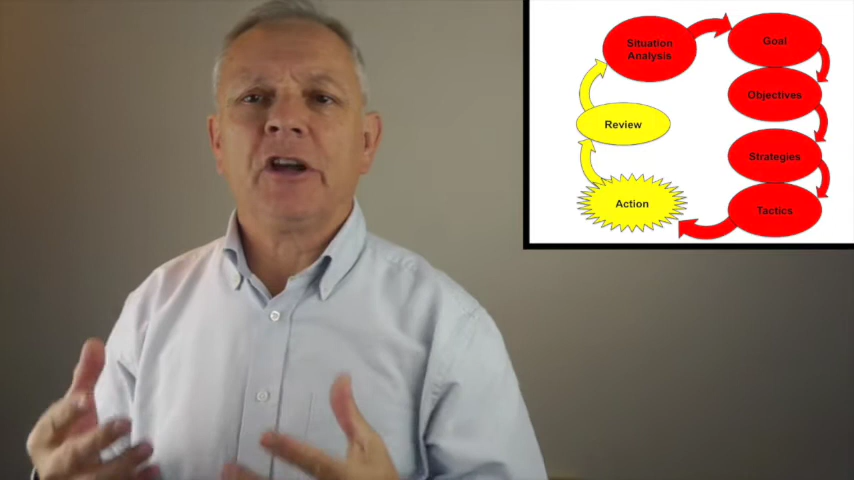 Situation
Analysis
Goal
Objectives
Strategies
Tactics
Action
Review